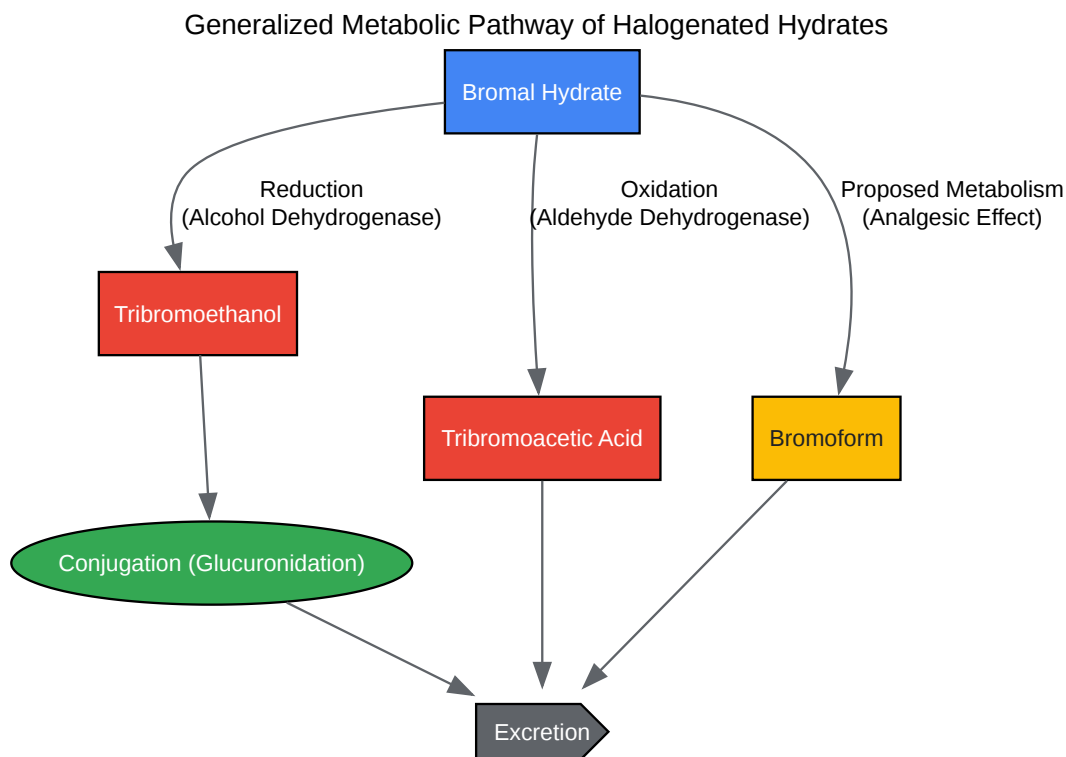 Generalized Metabolic Pathway of Halogenated Hydrates
Bromal Hydrate
Reduction
(Alcohol Dehydrogenase)
Oxidation
(Aldehyde Dehydrogenase)
Proposed Metabolism
(Analgesic Effect)
Tribromoethanol
Tribromoacetic Acid
Bromoform
Conjugation (Glucuronidation)
Excretion